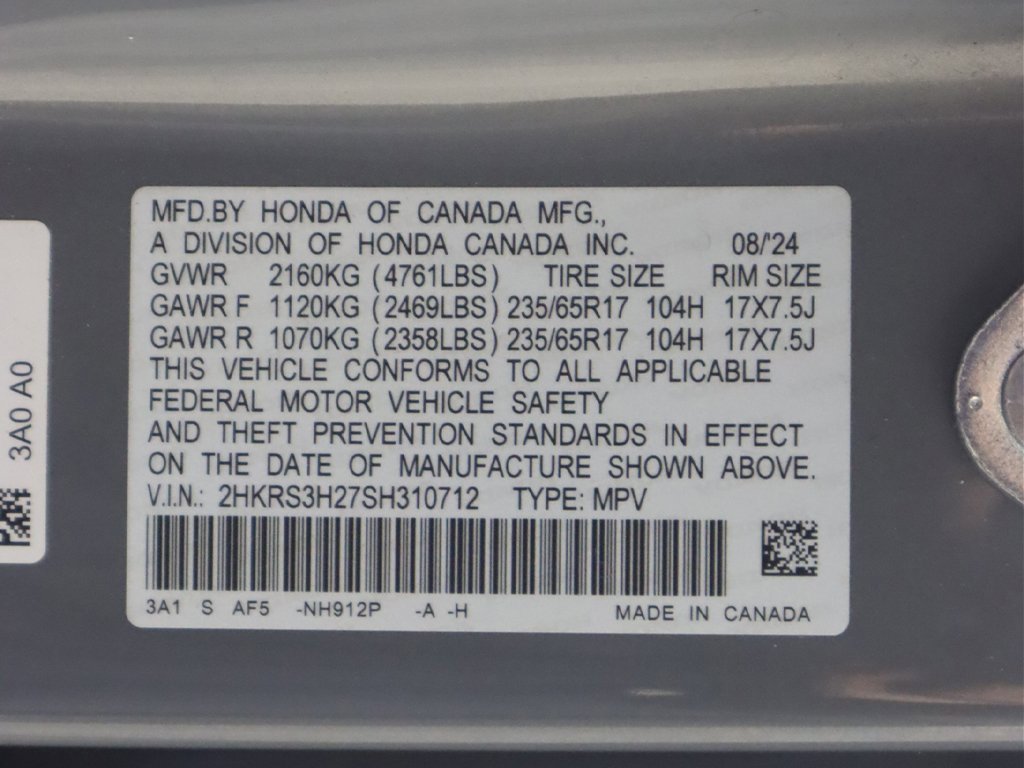 MFD.BY HONDA OF CANADA MFG.,
A DIVISION OF HONDA CANADA INC. 08/'24
GVWR 2160KG (4761LBS) TIRE SIZE RIM SIZE
GAWR F 1120KG (2469LBS) 235/65R17 104H 17X7.5J
GAWR R 1070KG (2358LBS) 235/65R17 104H 17X7.5J
THIS VEHICLE CONFORMS TO ALL APPLICABLE
FEDERAL MOTOR VEHICLE SAFETY
AND THEFT PREVENTION STANDARDS IN EFFECT
ON THE DATE OF MANUFACTURE SHOWN ABOVE.
V.I.N.: 2HKRS3H27SH310712 TYPE: MPV
3A1 S AF5 -NH912P -A -H MADE IN CANADA
3A0 A0